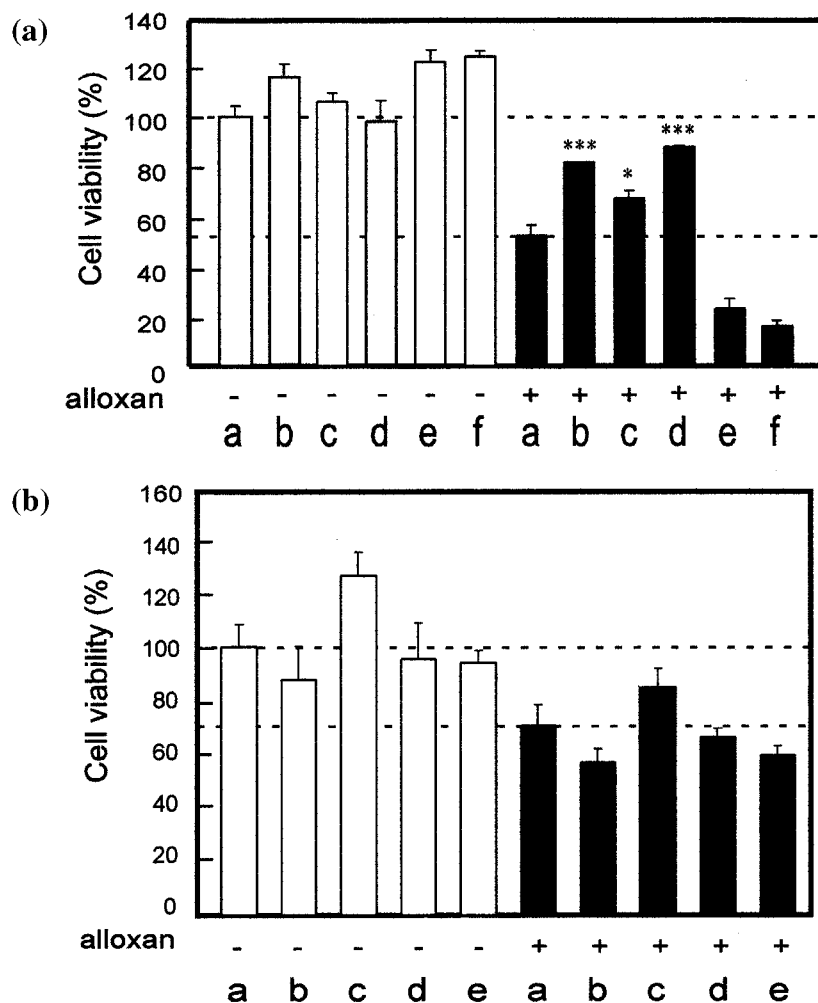 (a)
Cell viability (%)
140
120
100
80
60
40
20
0
*** * ***
alloxan - - - - - - + + + + + +
a b c d e f a b c d e f
(b)
Cell viability (%)
160
140
120
100
80
60
40
20
0
alloxan - - - - - + + + + +
a b c d e a b c d e